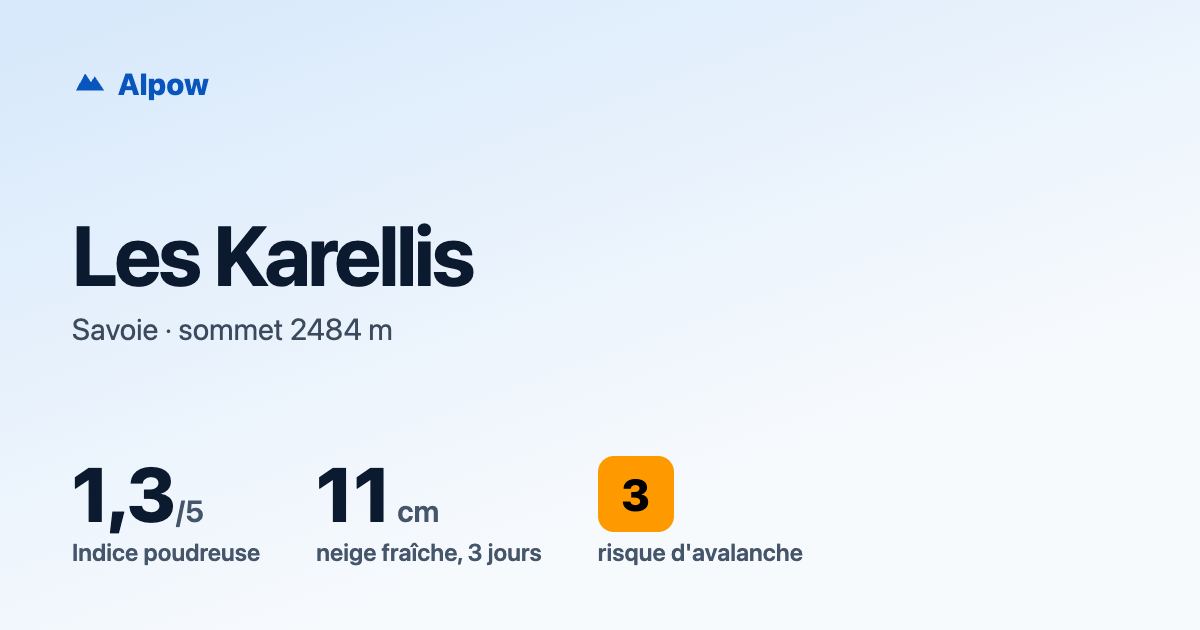 Alpow
Les Karellis
Savoie · sommet 2484 m
1,3/5
Indice poudreuse
11 cm
neige fraîche, 3 jours
3
risque d'avalanche